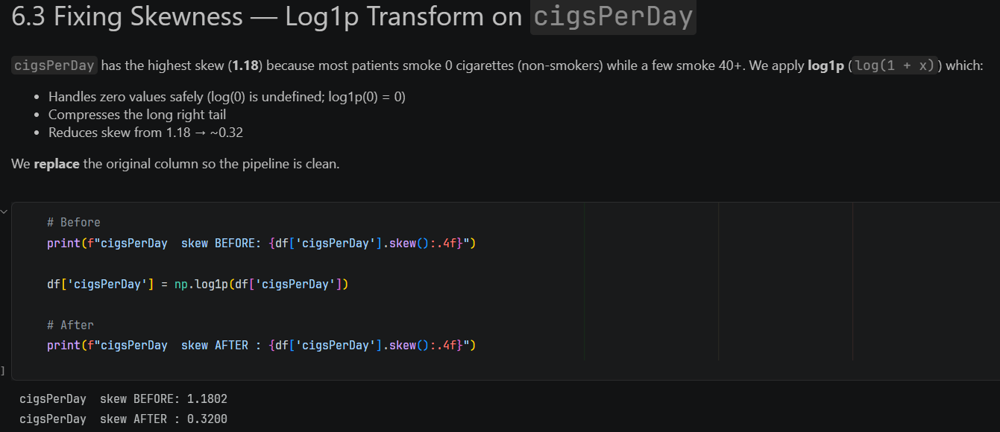 6.3 Fixing Skewness — Log1p Transform on cigsPerDay
cigsPerDay has the highest skew (1.18) because most patients smoke 0 cigarettes (non-smokers) while a few smoke 40+. We apply log1p (log(1 + x)) which:
• Handles zero values safely (log(0) is undefined; log1p(0) = 0)
• Compresses the long right tail
• Reduces skew from 1.18 → ~0.32
We replace the original column so the pipeline is clean.
# Before
print(f"cigsPerDay  skew BEFORE: {df['cigsPerDay'].skew():.4f}")
df['cigsPerDay'] = np.log1p(df['cigsPerDay'])
# After
print(f"cigsPerDay  skew AFTER : {df['cigsPerDay'].skew():.4f}")
]
cigsPerDay  skew BEFORE: 1.1802
cigsPerDay  skew AFTER : 0.3200